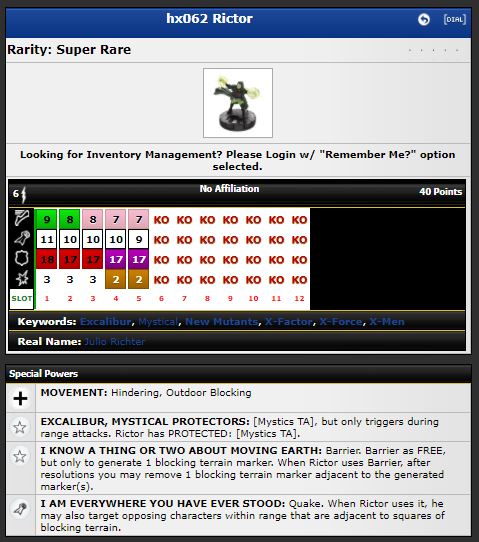 hx062 Rictor
[DIAL]
Rarity: Super Rare
Looking for Inventory Management? Please Login w/ "Remember Me?" option
selected.
6 No Affiliation 40 Points
9 8 8 7 7 KO KO KO KO KO KO KO
11 10 10 10 9 KO KO KO KO KO KO KO
18 17 17 17 17 KO KO KO KO KO KO KO
3 3 3 2 2 KO KO KO KO KO KO KO
SLOT 1 2 3 4 5 6 7 8 9 10 11 12
Keywords: Excalibur, Mystical, New Mutants, X-Factor, X-Force, X-Men
Real Name: Julio Richter
Special Powers
MOVEMENT: Hindering, Outdoor Blocking
EXCALIBUR, MYSTICAL PROTECTORS: [Mystics TA], but only triggers during
range attacks. Rictor has PROTECTED: [Mystics TA].
I KNOW A THING OR TWO ABOUT MOVING EARTH: Barrier. Barrier as FREE,
but only to generate 1 blocking terrain marker. When Rictor uses Barrier, after
resolutions you may remove 1 blocking terrain marker adjacent to the generated
marker(s).
I AM EVERYWHERE YOU HAVE EVER STOOD: Quake. When Rictor uses it, he
may also target opposing characters within range that are adjacent to squares of
blocking terrain.